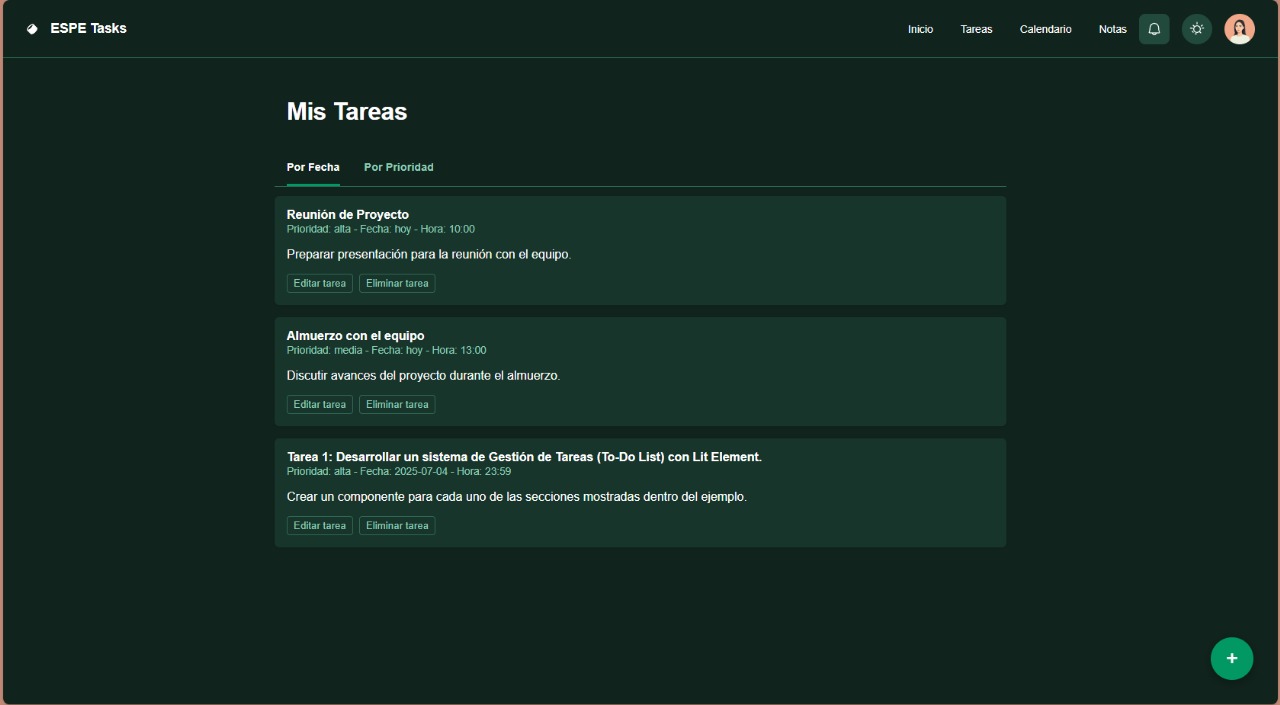 ESPE Tasks
Inicio Tareas Calendario Notas
Mis Tareas
Por Fecha Por Prioridad
Reunión de Proyecto
Prioridad: alta - Fecha: hoy - Hora: 10:00
Preparar presentación para la reunión con el equipo.
Editar tarea Eliminar tarea
Almuerzo con el equipo
Prioridad: media - Fecha: hoy - Hora: 13:00
Discutir avances del proyecto durante el almuerzo.
Editar tarea Eliminar tarea
Tarea 1: Desarrollar un sistema de Gestión de Tareas (To-Do List) con Lit Element.
Prioridad: alta - Fecha: 2025-07-04 - Hora: 23:59
Crear un componente para cada uno de las secciones mostradas dentro del ejemplo.
Editar tarea Eliminar tarea
+